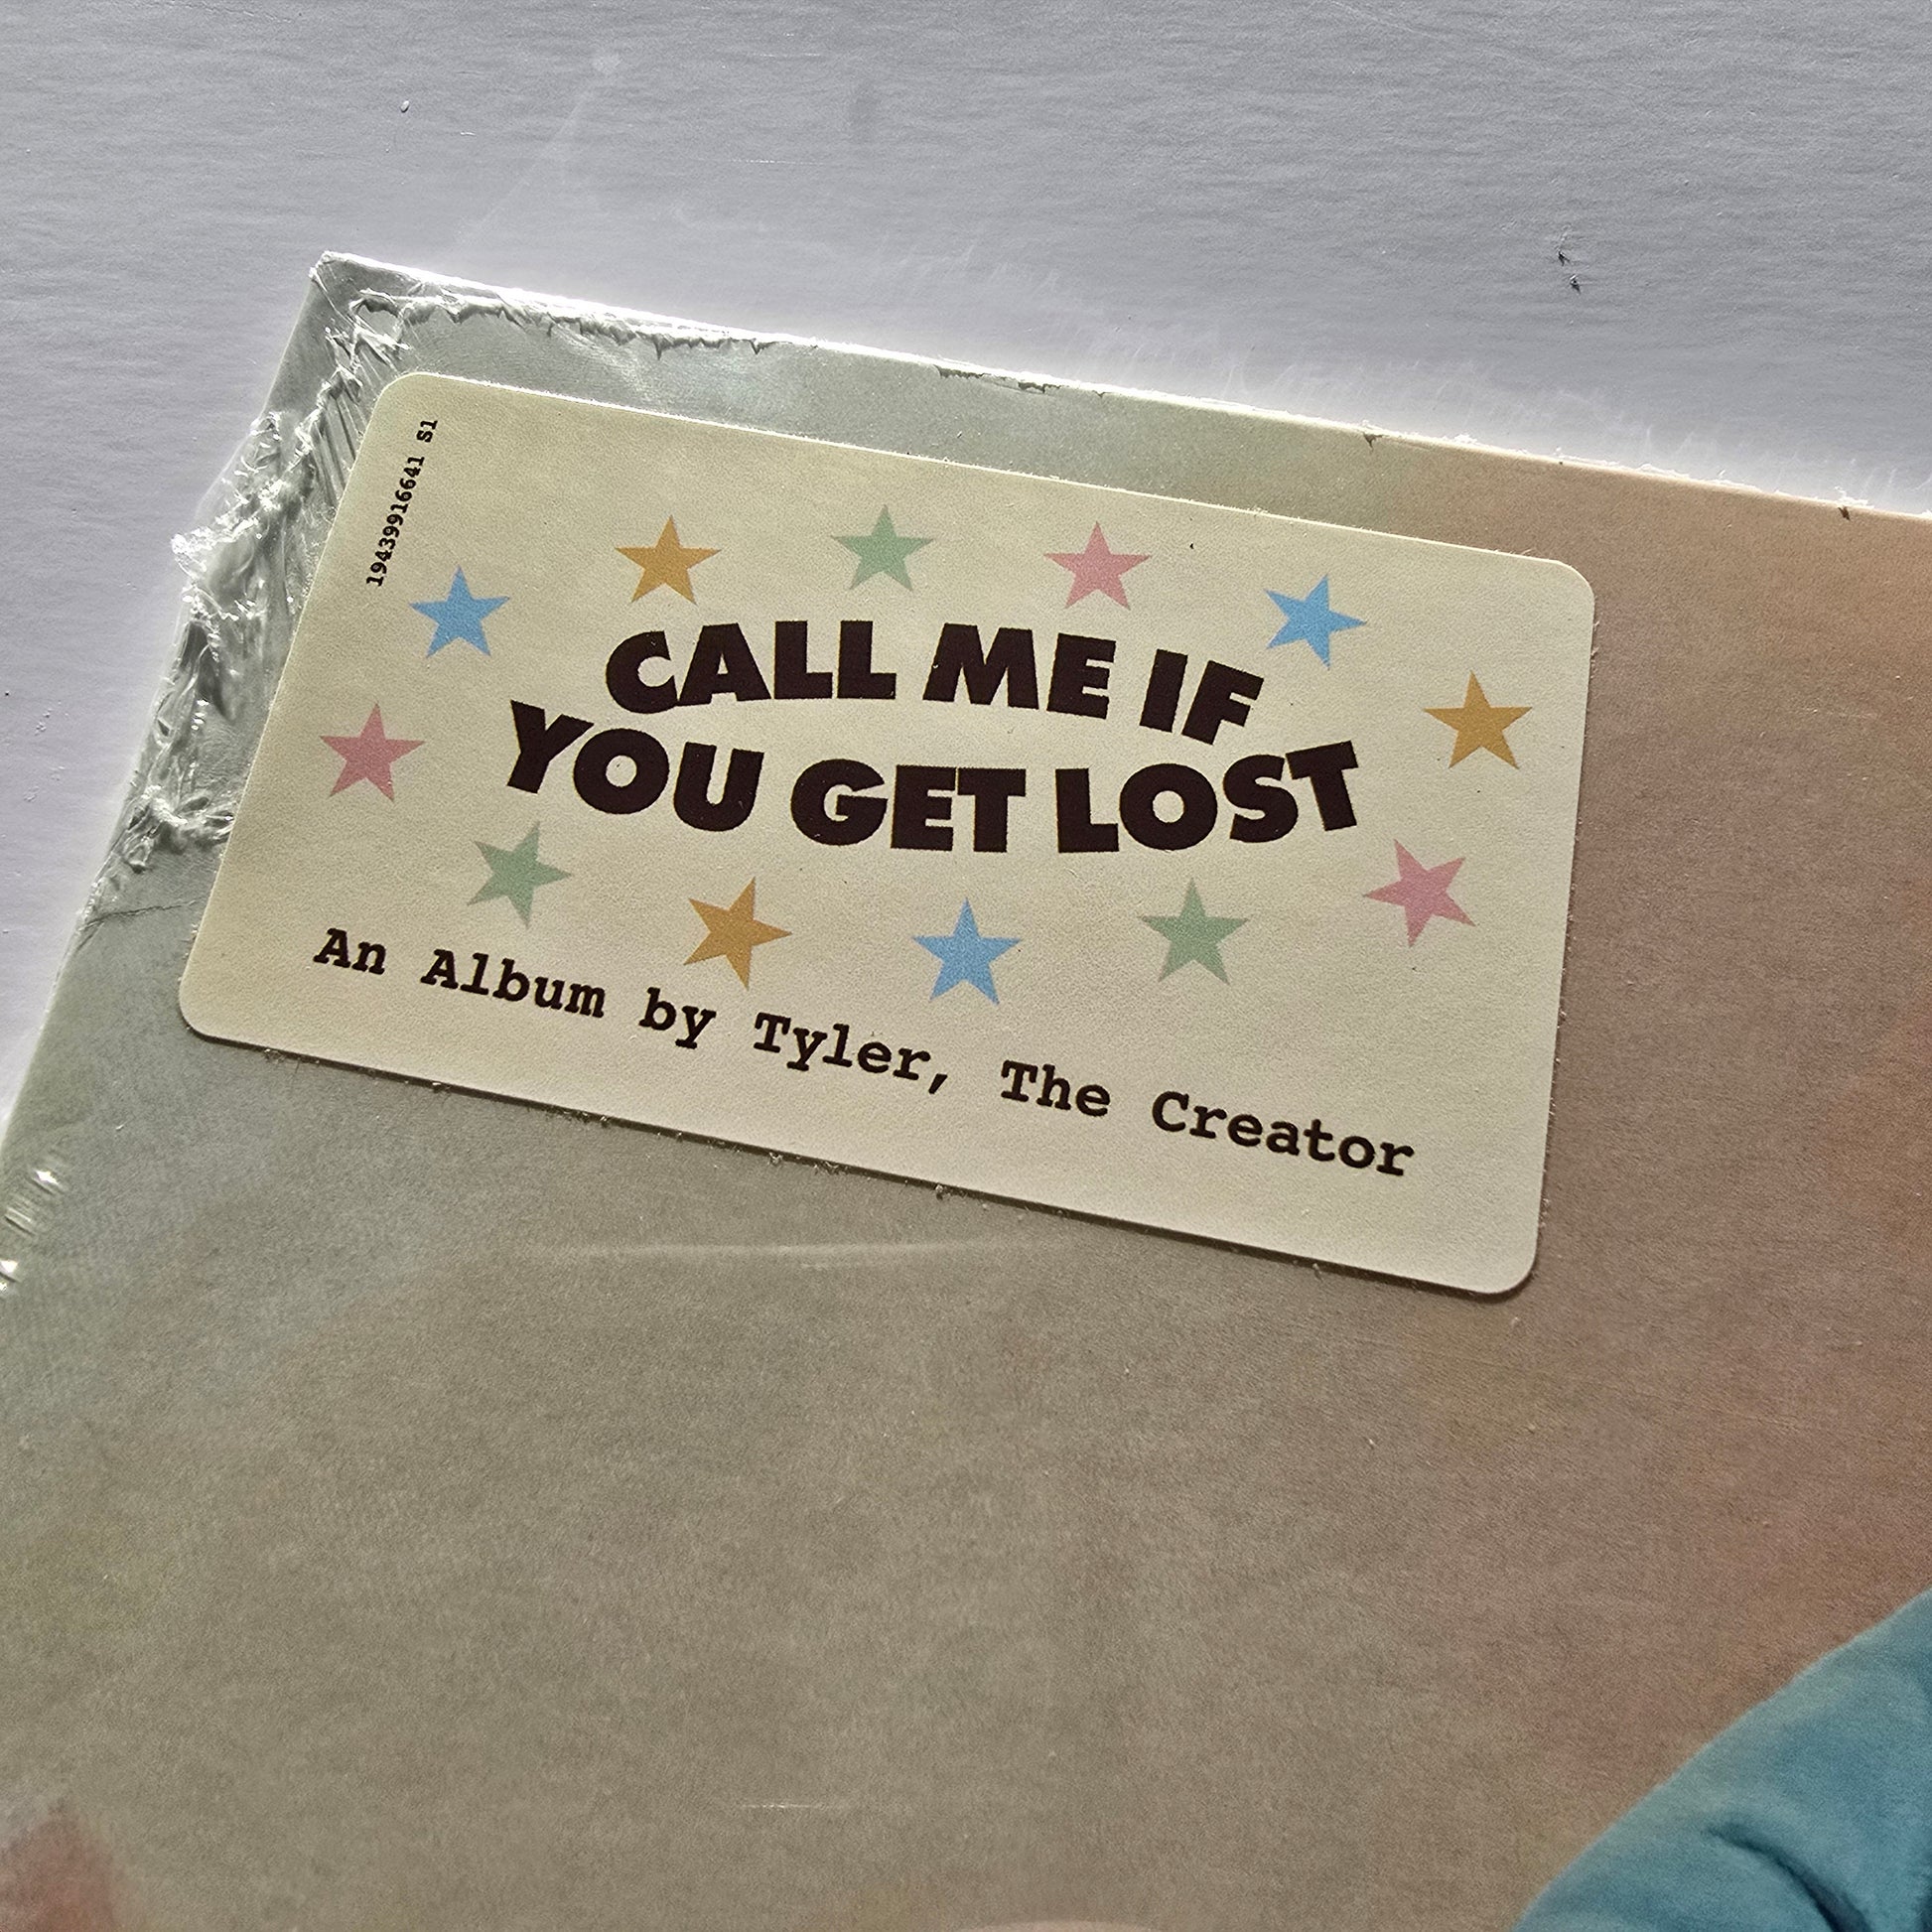 19439916641 S1
CALL ME IF
YOU GET LOST
An Album by Tyler, The Creator